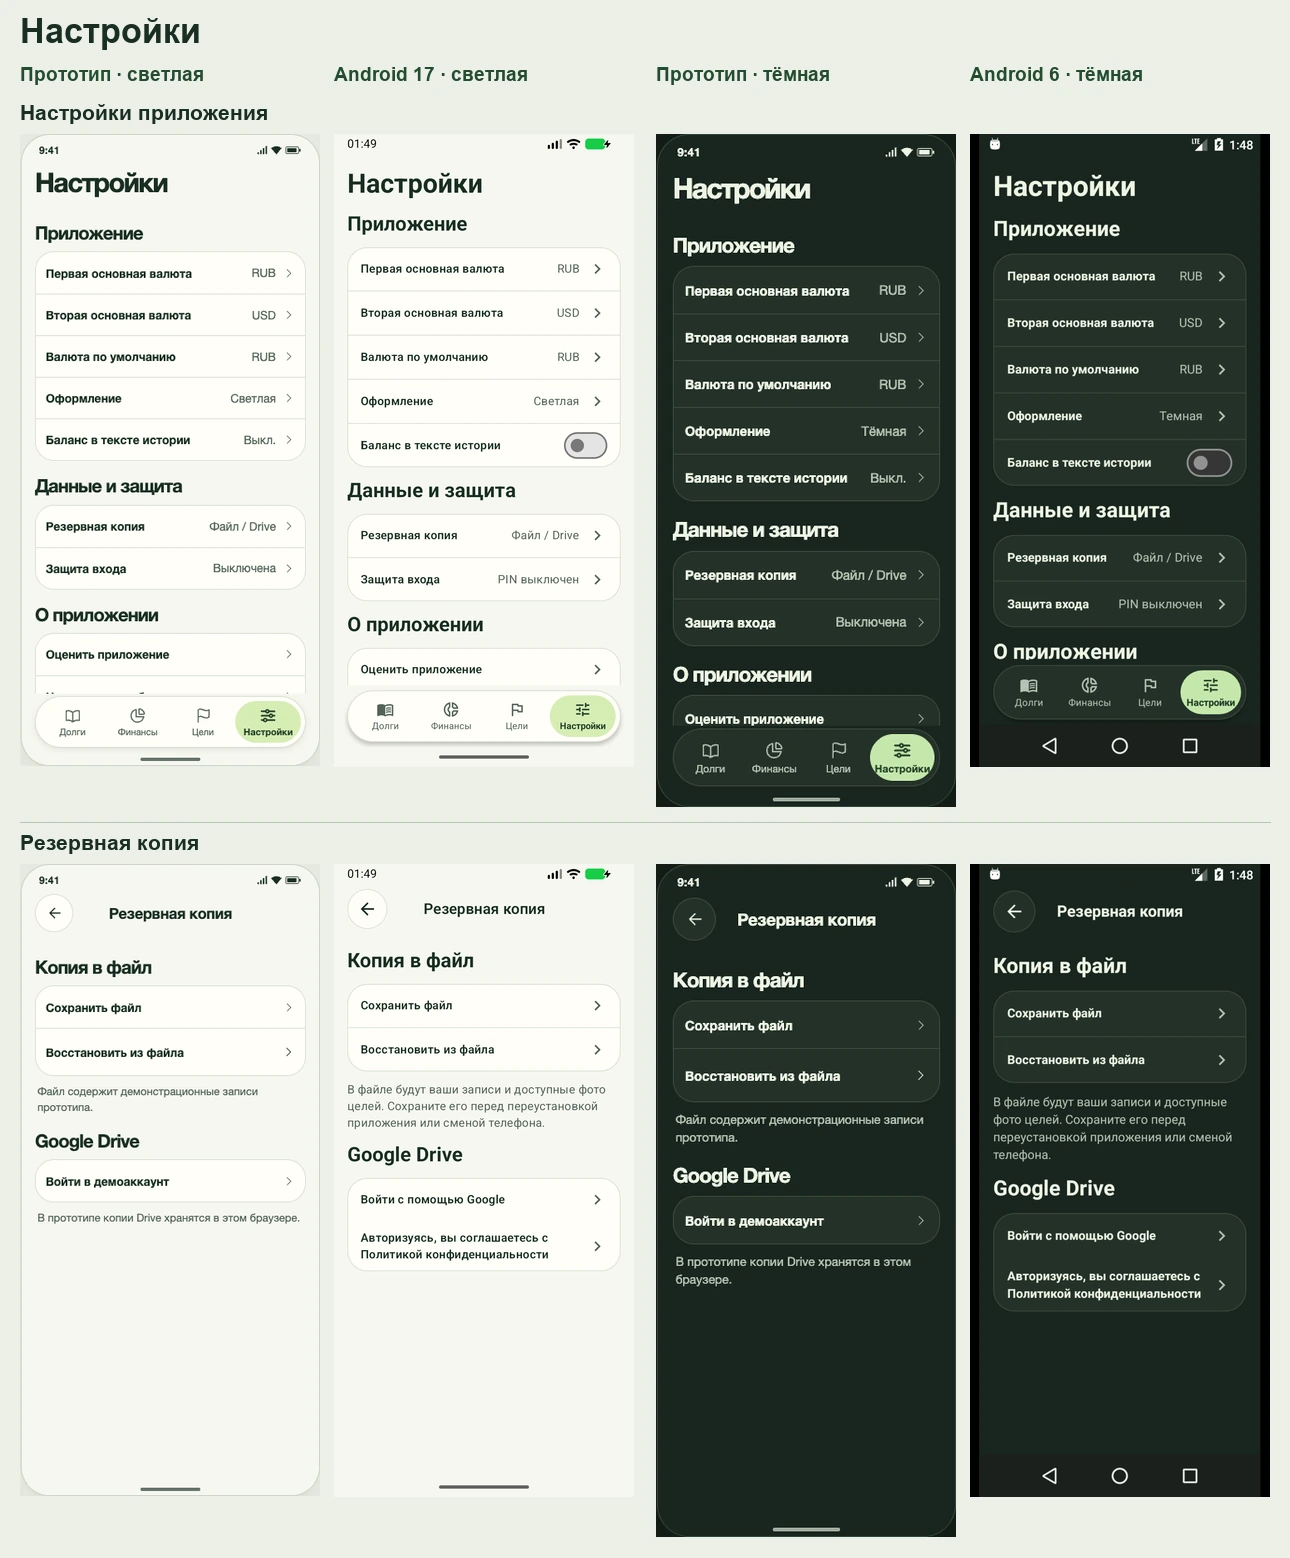 Настройки
Прототип · светлая
Android 17 · светлая
Прототип · тёмная
Android 6 · тёмная
Настройки приложения
9:41
Настройки
Приложение
Первая основная валюта RUB
Вторая основная валюта USD
Валюта по умолчанию RUB
Оформление Светлая
Баланс в тексте истории Выкл.
Данные и защита
Резервная копия Файл / Drive
Защита входа Выключена
О приложении
Оценить приложение
Долги Финансы Цели Настройки
01:49
Настройки
Приложение
Первая основная валюта RUB
Вторая основная валюта USD
Валюта по умолчанию RUB
Оформление Светлая
Баланс в тексте истории
Данные и защита
Резервная копия Файл / Drive
Защита входа PIN выключен
О приложении
Оценить приложение
Долги Финансы Цели Настройки
9:41
Настройки
Приложение
Первая основная валюта RUB
Вторая основная валюта USD
Валюта по умолчанию RUB
Оформление Тёмная
Баланс в тексте истории Выкл.
Данные и защита
Резервная копия Файл / Drive
Защита входа Выключена
О приложении
Оценить приложение
Долги Финансы Цели Настройки
LTE 1:48
Настройки
Приложение
Первая основная валюта RUB
Вторая основная валюта USD
Валюта по умолчанию RUB
Оформление Темная
Баланс в тексте истории
Данные и защита
Резервная копия Файл / Drive
Защита входа PIN выключен
О приложении
Долги Финансы Цели Настройки
Резервная копия
9:41
Резервная копия
Копия в файл
Сохранить файл
Восстановить из файла
Файл содержит демонстрационные записи
прототипа.
Google Drive
Войти в демоаккаунт
В прототипе копии Drive хранятся в этом браузере.
01:49
Резервная копия
Копия в файл
Сохранить файл
Восстановить из файла
В файле будут ваши записи и доступные фото
целей. Сохраните его перед переустановкой
приложения или сменой телефона.
Google Drive
Войти с помощью Google
Авторизуясь, вы соглашаетесь с
Политикой конфиденциальности
9:41
Резервная копия
Копия в файл
Сохранить файл
Восстановить из файла
Файл содержит демонстрационные записи
прототипа.
Google Drive
Войти в демоаккаунт
В прототипе копии Drive хранятся в этом
браузере.
LTE 1:48
Резервная копия
Копия в файл
Сохранить файл
Восстановить из файла
В файле будут ваши записи и доступные
фото целей. Сохраните его перед
переустановкой приложения или сменой
телефона.
Google Drive
Войти с помощью Google
Авторизуясь, вы соглашаетесь с
Политикой конфиденциальности